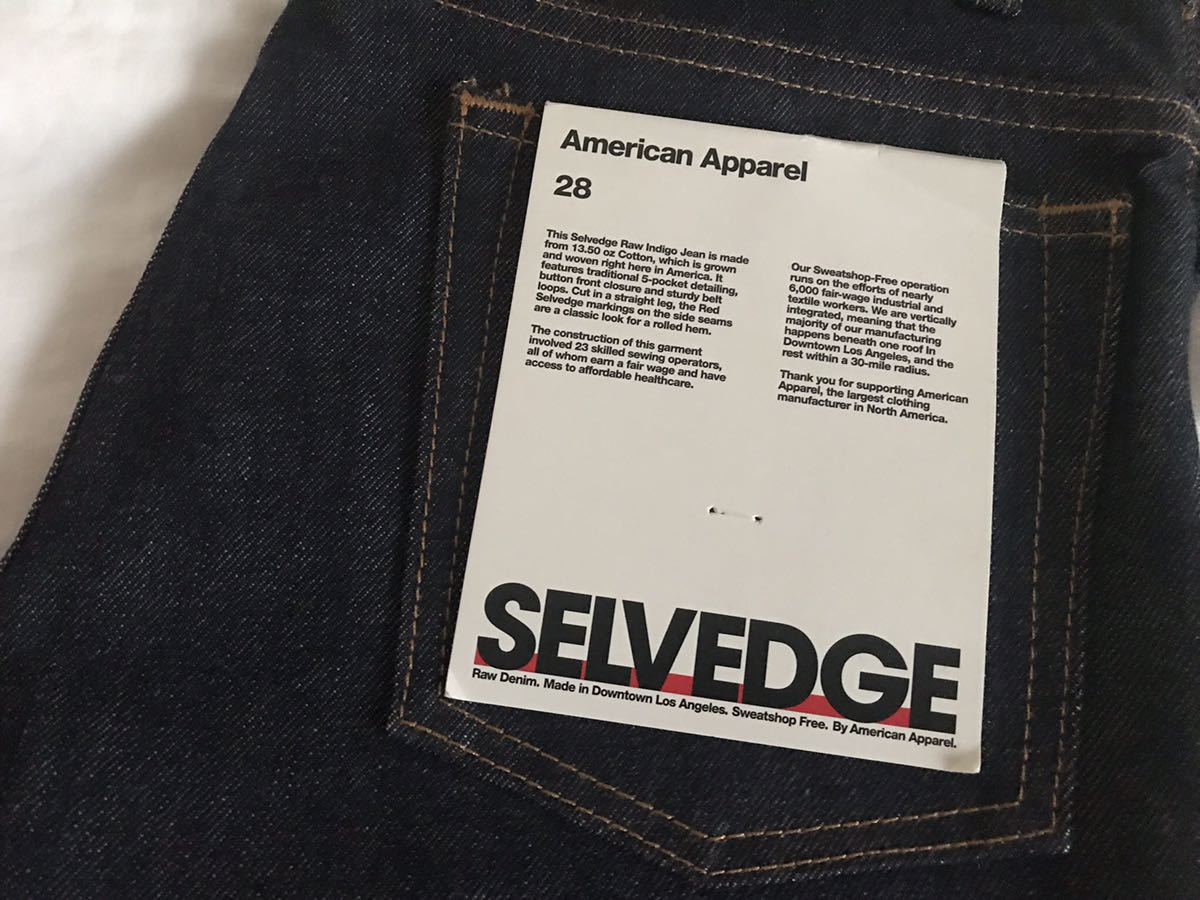 American Apparel
28
This Selvedge Raw Indigo Jean is made
from 13.50 oz Cotton, which is grown
and woven right here in America. It
features traditional 5-pocket detailing,
button front closure and sturdy belt
loops. Cut in a straight leg, the Red
Selvedge markings on the side seams
are a classic look for a rolled hem.
The construction of this garment
involved 23 skilled sewing operators,
all of whom earn a fair wage and have
access to affordable healthcare.
Our Sweatshop-Free operation
runs on the efforts of nearly
6,000 fair-wage industrial and
textile workers. We are vertically
integrated, meaning that the
majority of our manufacturing
happens beneath one roof in
Downtown Los Angeles, and the
rest within a 30-mile radius.
Thank you for supporting American
Apparel, the largest clothing
manufacturer in North America.
SELVEDGE
Raw Denim. Made in Downtown Los Angeles. Sweatshop Free. By American Apparel.